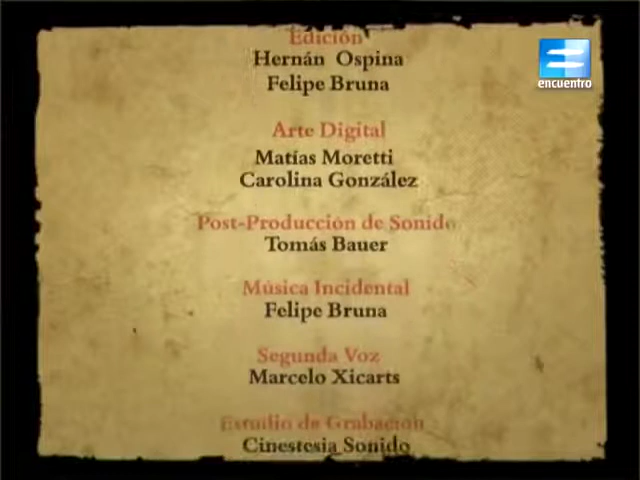 Edición
Hernán Ospina
Felipe Bruna
encuentro
Arte Digital
Matías Moretti
Carolina González
Post-Producción de Sonido
Tomás Bauer
Música Incidental
Felipe Bruna
Segunda Voz
Marcelo Xicarts
Estudio de Grabación
Cinestesia Sonido